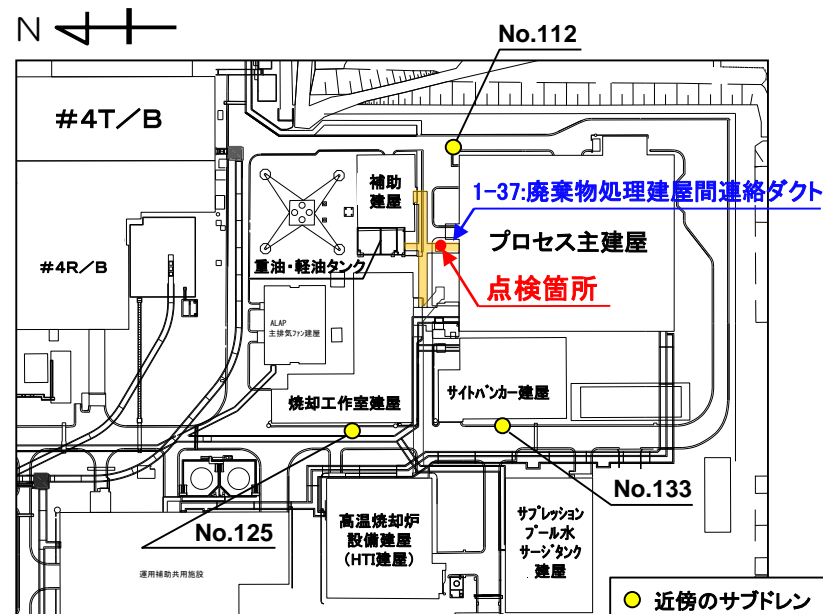 N
No.112
#4T/B
補助
建屋
1-37:廃棄物処理建屋間連絡ダクト
プロセス主建屋
#4R/B
重油・軽油タンク
点検箇所
ALAP
主排気ファン建屋
焼却工作室建屋
サイトバンカー建屋
No.133
No.125
高温焼却炉
設備建屋
(HTI建屋)
サプレッション
プール水
サージタンク
建屋
運用補助共用施設
近傍のサブドレン